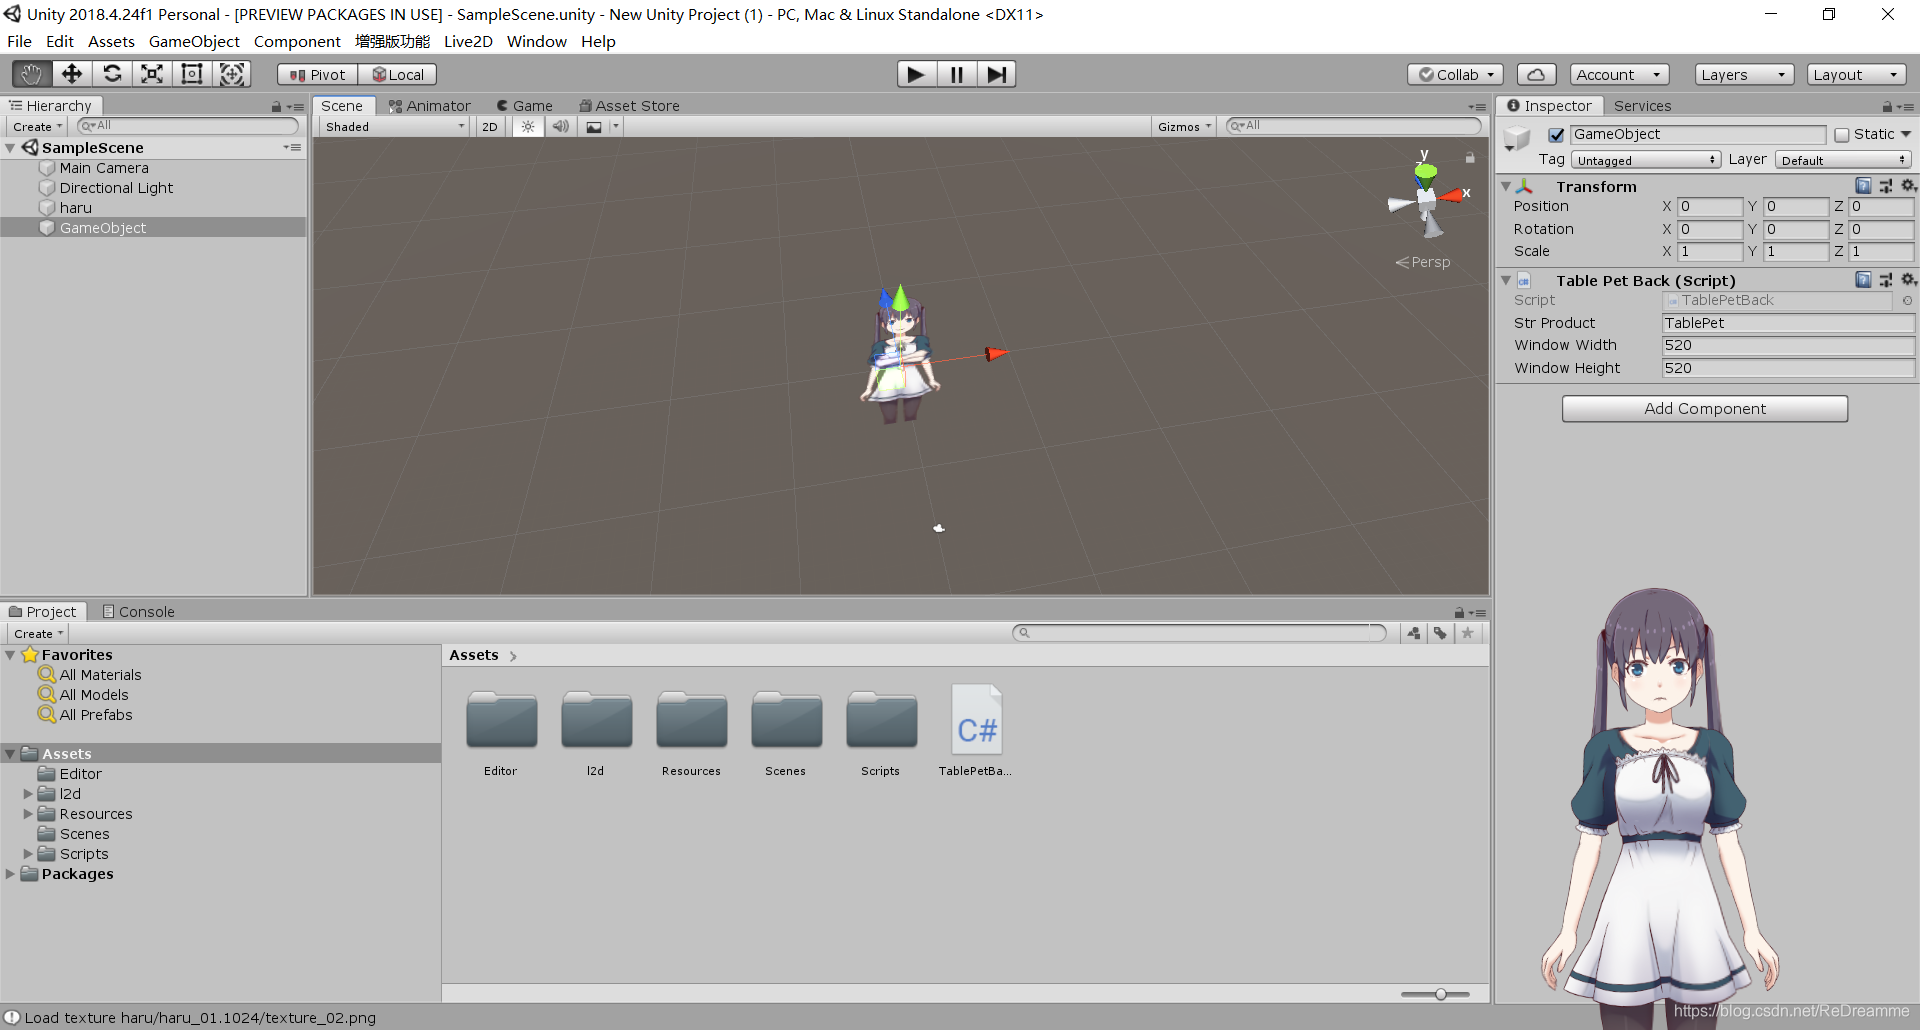 Unity 2018.4.24f1 Personal - [PREVIEW PACKAGES IN USE] - SampleScene.unity - New Unity Project (1) - PC, Mac & Linux Standalone <DX11>
File Edit Assets GameObject Component 增强版功能 Live2D Window Help
Pivot Local Collab Account Layers Layout
Hierarchy
Create All
SampleScene
Main Camera
Directional Light
haru
GameObject
Scene Animator Game Asset Store
Shaded 2D Gizmos All
y
z
x
Persp
Inspector Services
GameObject Static
Tag Untagged Layer Default
Transform
Position X 0 Y 0 Z 0
Rotation X 0 Y 0 Z 0
Scale X 1 Y 1 Z 1
Table Pet Back (Script)
Script TablePetBack
Str Product TablePet
Window Width 520
Window Height 520
Add Component
Project Console
Create
Favorites
All Materials
All Models
All Prefabs
Assets
Editor
l2d
Resources
Scenes
Scripts
Packages
Assets
C#
Editor l2d Resources Scenes Scripts TablePetBa...
Load texture haru/haru_01.1024/texture_02.png
https://blog.csdn.net/ReDreamme